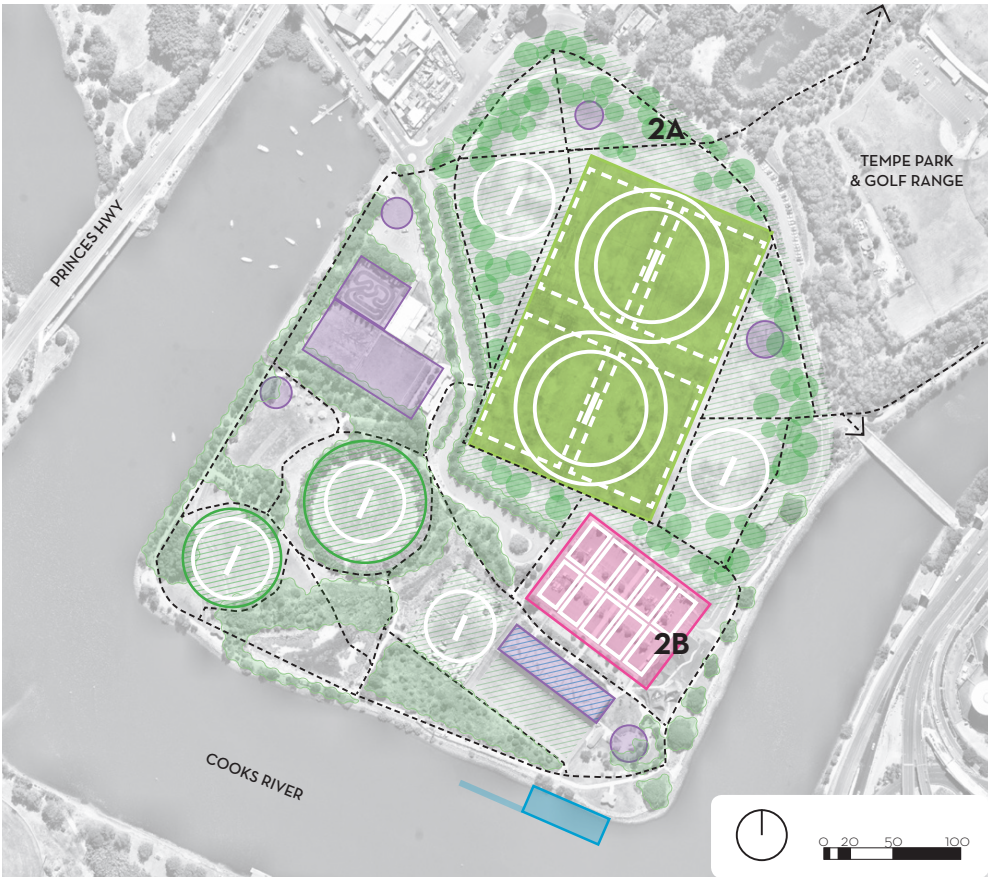 2A
TEMPE PARK
& GOLF RANGE
PRINCES HWY
2B
COOKS RIVER
0 20 50 100